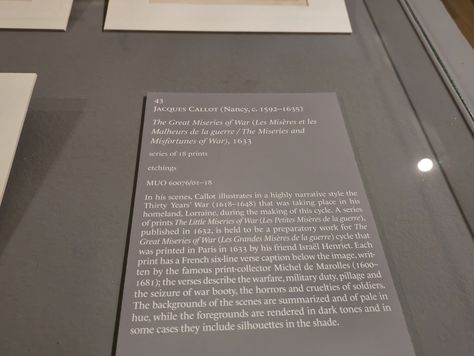 43
JACQUES CALLOT (Nancy, c. 1592–1635)
The Great Miseries of War (Les Misères et les
Malheurs de la guerre / The Miseries and
Misfortunes of War), 1633
series of 18 prints
etchings
MUO 60076/01–18
In his scenes, Callot illustrates in a highly narrative style the
Thirty Years' War (1618–1648) that was taking place in his
homeland, Lorraine, during the making of this cycle. A series
of prints The Little Miseries of War (Les Petites Misères de la guerre),
published in 1632, is held to be a preparatory work for The
Great Miseries of War (Les Grandes Misères de la guerre) cycle that
was printed in Paris in 1633 by his friend Israël Henriet. Each
print has a French six-line verse caption below the image, writ-
ten by the famous print-collector Michel de Marolles (1600–
1681); the verses describe the warfare, military duty, pillage and
the seizure of war booty, the horrors and cruelties of soldiers.
The backgrounds of the scenes are summarized and of pale in
hue, while the foregrounds are rendered in dark tones and in
some cases they include silhouettes in the shade.